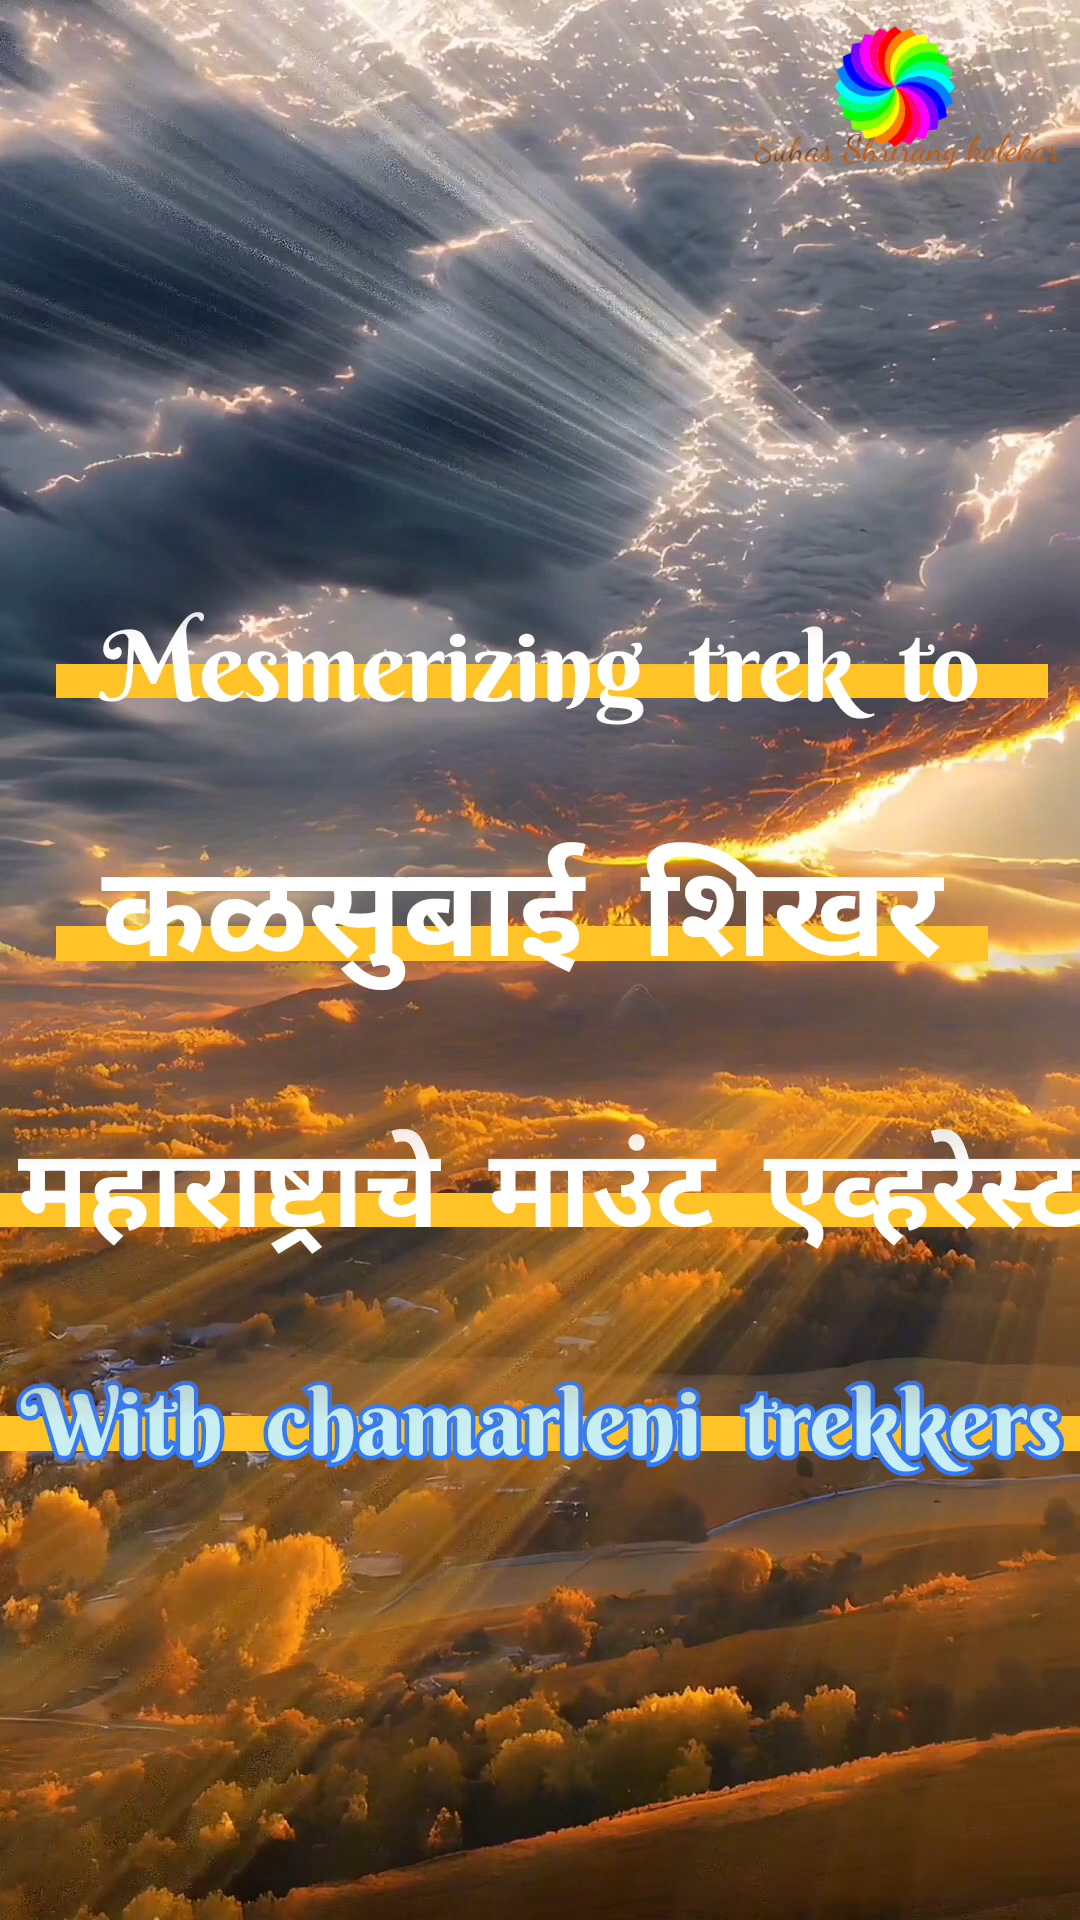 Suhas Shrirang kolekar
Mesmerizing trek to
कळसुबाई शिखर
महाराष्ट्राचे माउंट एव्हरेस्ट
With chamarleni trekkers